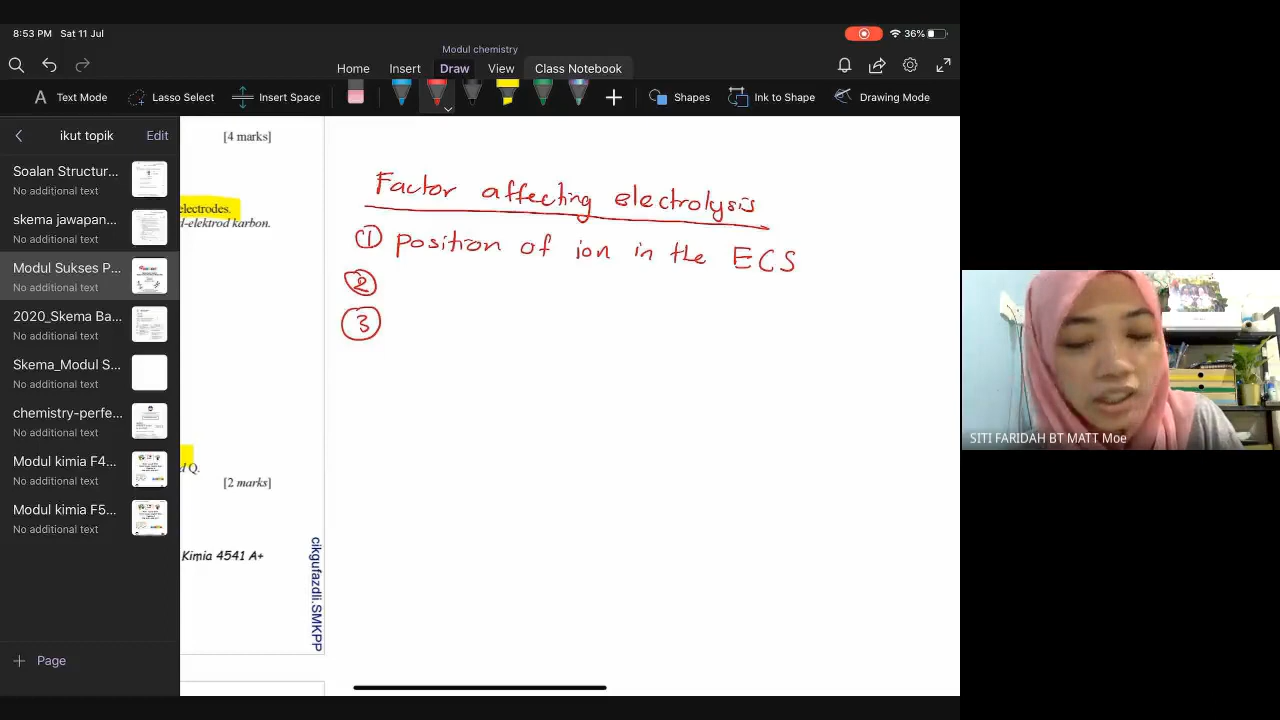 8:53 PM Sat 11 Jul
36%
Modul chemistry
Home Insert Draw View Class Notebook
Text Mode Lasso Select Insert Space Shapes Ink to Shape Drawing Mode
ikut topik Edit
Soalan Structur...
No additional text
skema jawapan...
No additional text
Modul Sukses P...
No additional text
2020_Skema Ba...
No additional text
Skema_Modul S...
No additional text
chemistry-perfe...
No additional text
Modul kimia F4...
No additional text
Modul kimia F5...
No additional text
Page
[4 marks]
electrodes.
d-elektrod karbon.
d Q.
[2 marks]
Kimia 4541 A+
cikgufazdli.SMKPP
Factor affecting electrolysis
① position of ion in the ECS
②
③
SITI FARIDAH BT MATT Moe